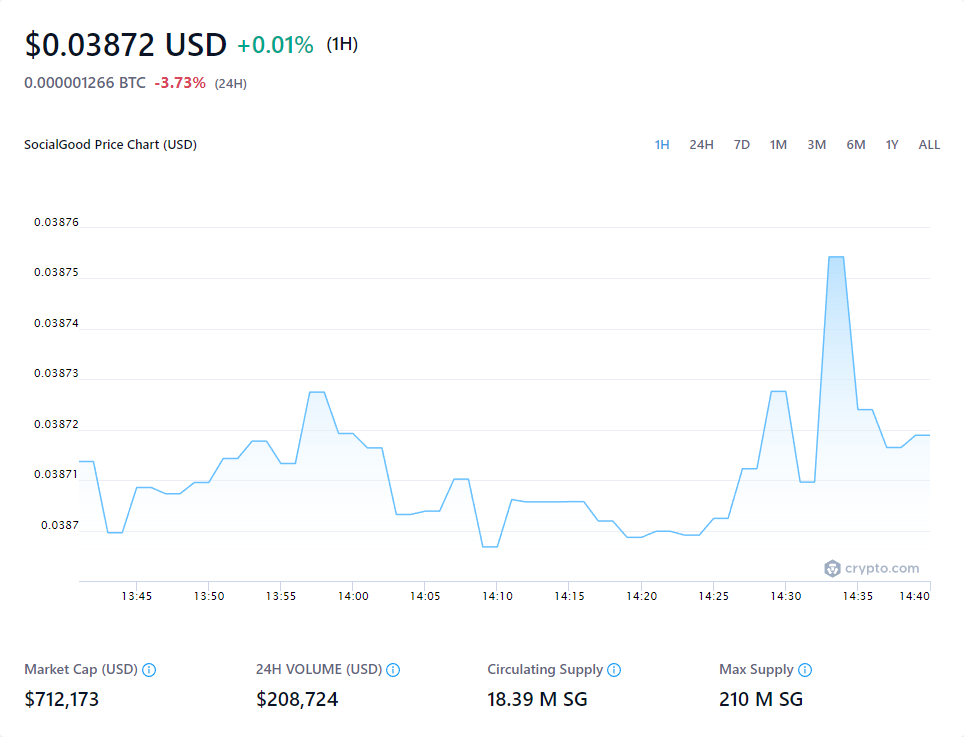 $0.03872 USD +0.01% (1H)
0.000001266 BTC -3.73% (24H)
SocialGood Price Chart (USD) 1H 24H 7D 1M 3M 6M 1Y ALL
0.03876
0.03875
0.03874
0.03873
0.03872
0.03871
0.0387
crypto.com
13:45 13:50 13:55 14:00 14:05 14:10 14:15 14:20 14:25 14:30 14:35 14:40
Market Cap (USD) 24H VOLUME (USD) Circulating Supply Max Supply
$712,173 $208,724 18.39 M SG 210 M SG